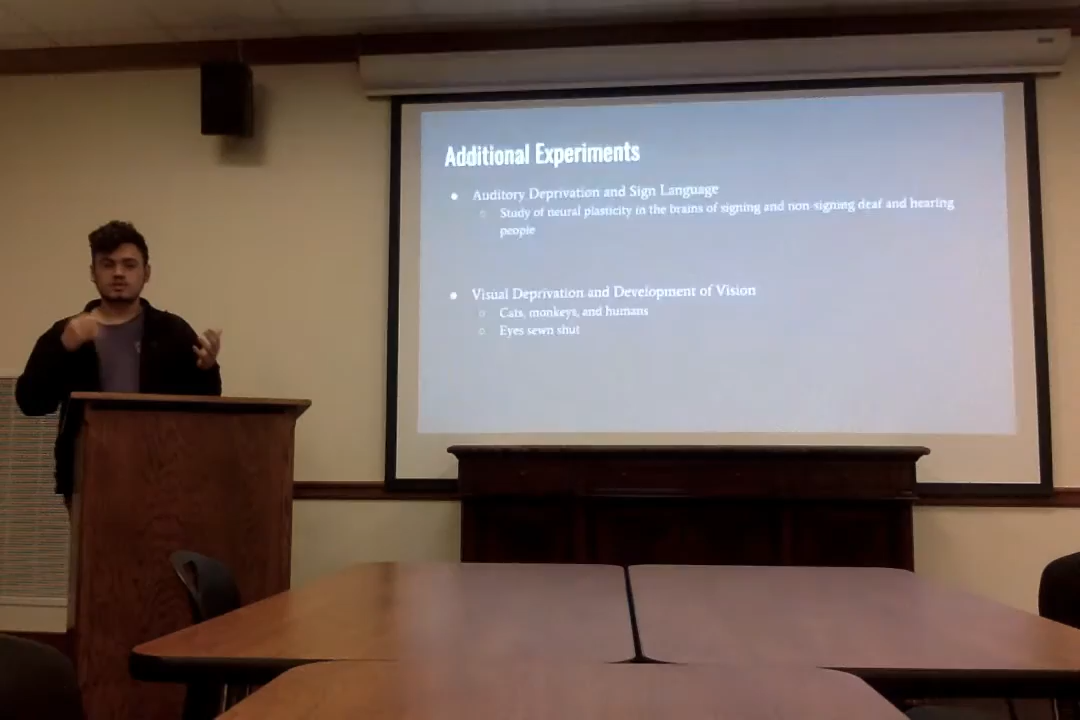 Additional Experiments
● Auditory Deprivation and Sign Language
○ Study of neural plasticity in the brains of signing and non-signing deaf and hearing
people
● Visual Deprivation and Development of Vision
○ Cats, monkeys, and humans
○ Eyes sewn shut